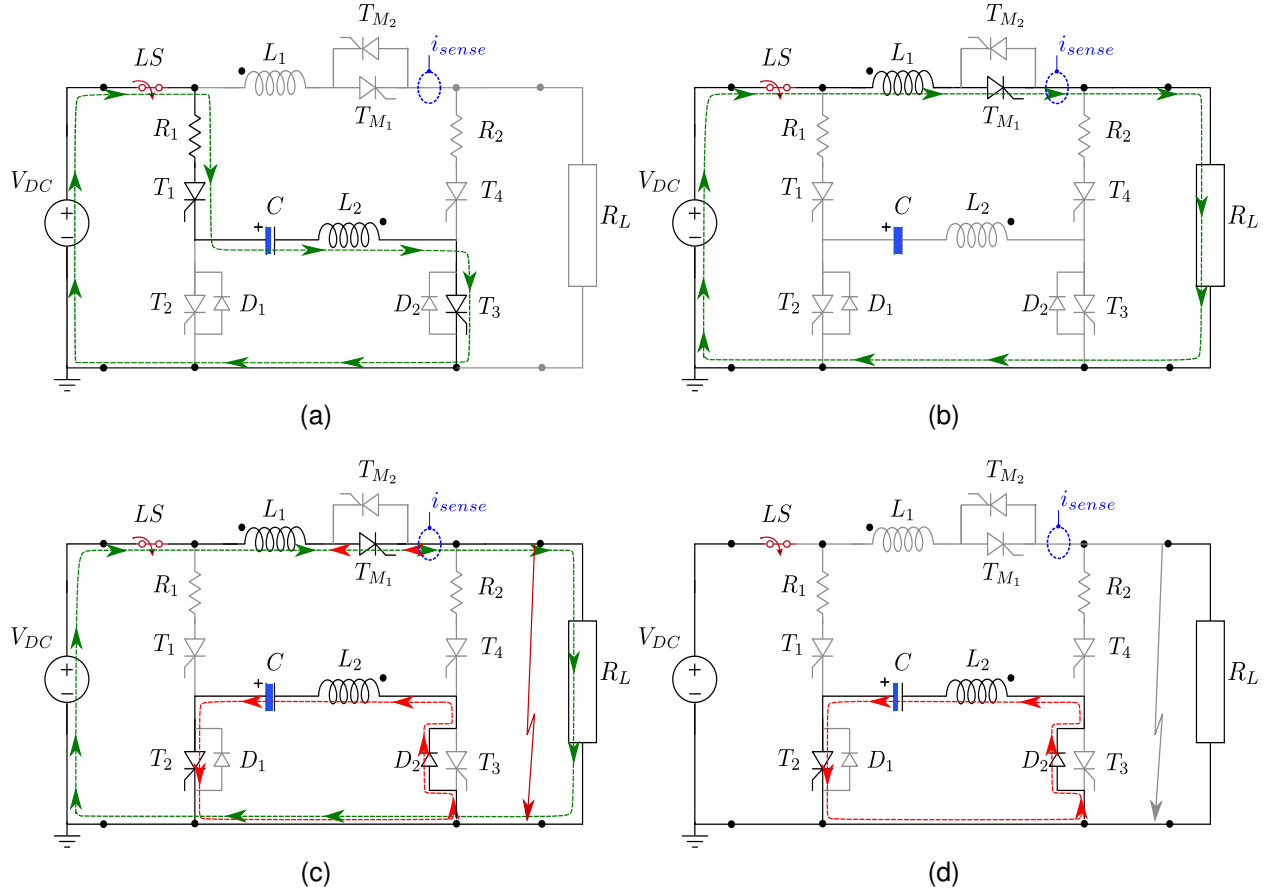 T_{M_2}
i_{sense}
LS
L_1
T_{M_1}
R_1
R_2
V_{DC}
T_1
T_4
C
L_2
R_L
+
+
−
T_2
D_1
D_2
T_3
(a)
T_{M_2}
i_{sense}
LS
L_1
T_{M_1}
R_1
R_2
V_{DC}
T_1
T_4
C
L_2
R_L
+
+
−
T_2
D_1
D_2
T_3
(b)
T_{M_2}
i_{sense}
LS
L_1
T_{M_1}
R_1
R_2
V_{DC}
T_1
T_4
C
L_2
R_L
+
+
−
T_2
D_1
D_2
T_3
(c)
T_{M_2}
i_{sense}
LS
L_1
T_{M_1}
R_1
R_2
V_{DC}
T_1
T_4
C
L_2
R_L
+
+
−
T_2
D_1
D_2
T_3
(d)